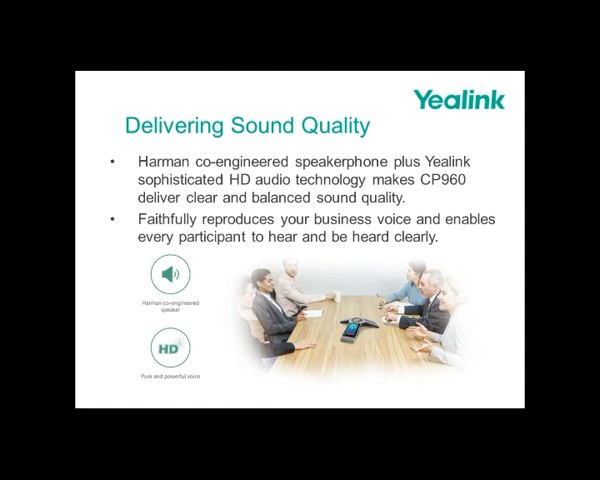 Yealink
Delivering Sound Quality
• Harman co-engineered speakerphone plus Yealink
sophisticated HD audio technology makes CP960
deliver clear and balanced sound quality.
• Faithfully reproduces your business voice and enables
every participant to hear and be heard clearly.
Harman co-engineered
speaker
HD
Pure and powerful voice